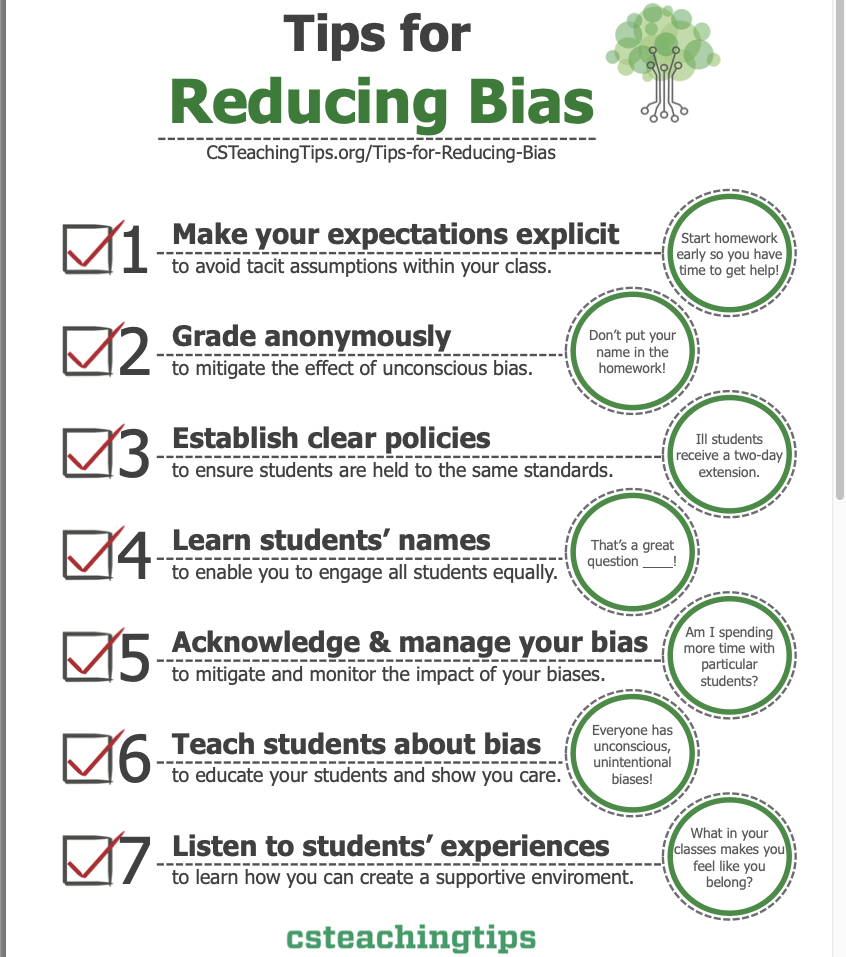 Tips for
Reducing Bias
CSTeachingTips.org/Tips-for-Reducing-Bias
1
Make your expectations explicit
to avoid tacit assumptions within your class.
Start homework
early so you have
time to get help!
2
Grade anonymously
to mitigate the effect of unconscious bias.
Don't put your
name in the
homework!
3
Establish clear policies
to ensure students are held to the same standards.
Ill students
receive a two-day
extension.
4
Learn students' names
to enable you to engage all students equally.
That's a great
question ____!
5
Acknowledge & manage your bias
to mitigate and monitor the impact of your biases.
Am I spending
more time with
particular
students?
6
Teach students about bias
to educate your students and show you care.
Everyone has
unconscious,
unintentional
biases!
7
Listen to students' experiences
to learn how you can create a supportive enviroment.
What in your
classes makes you
feel like you
belong?
csteachingtips